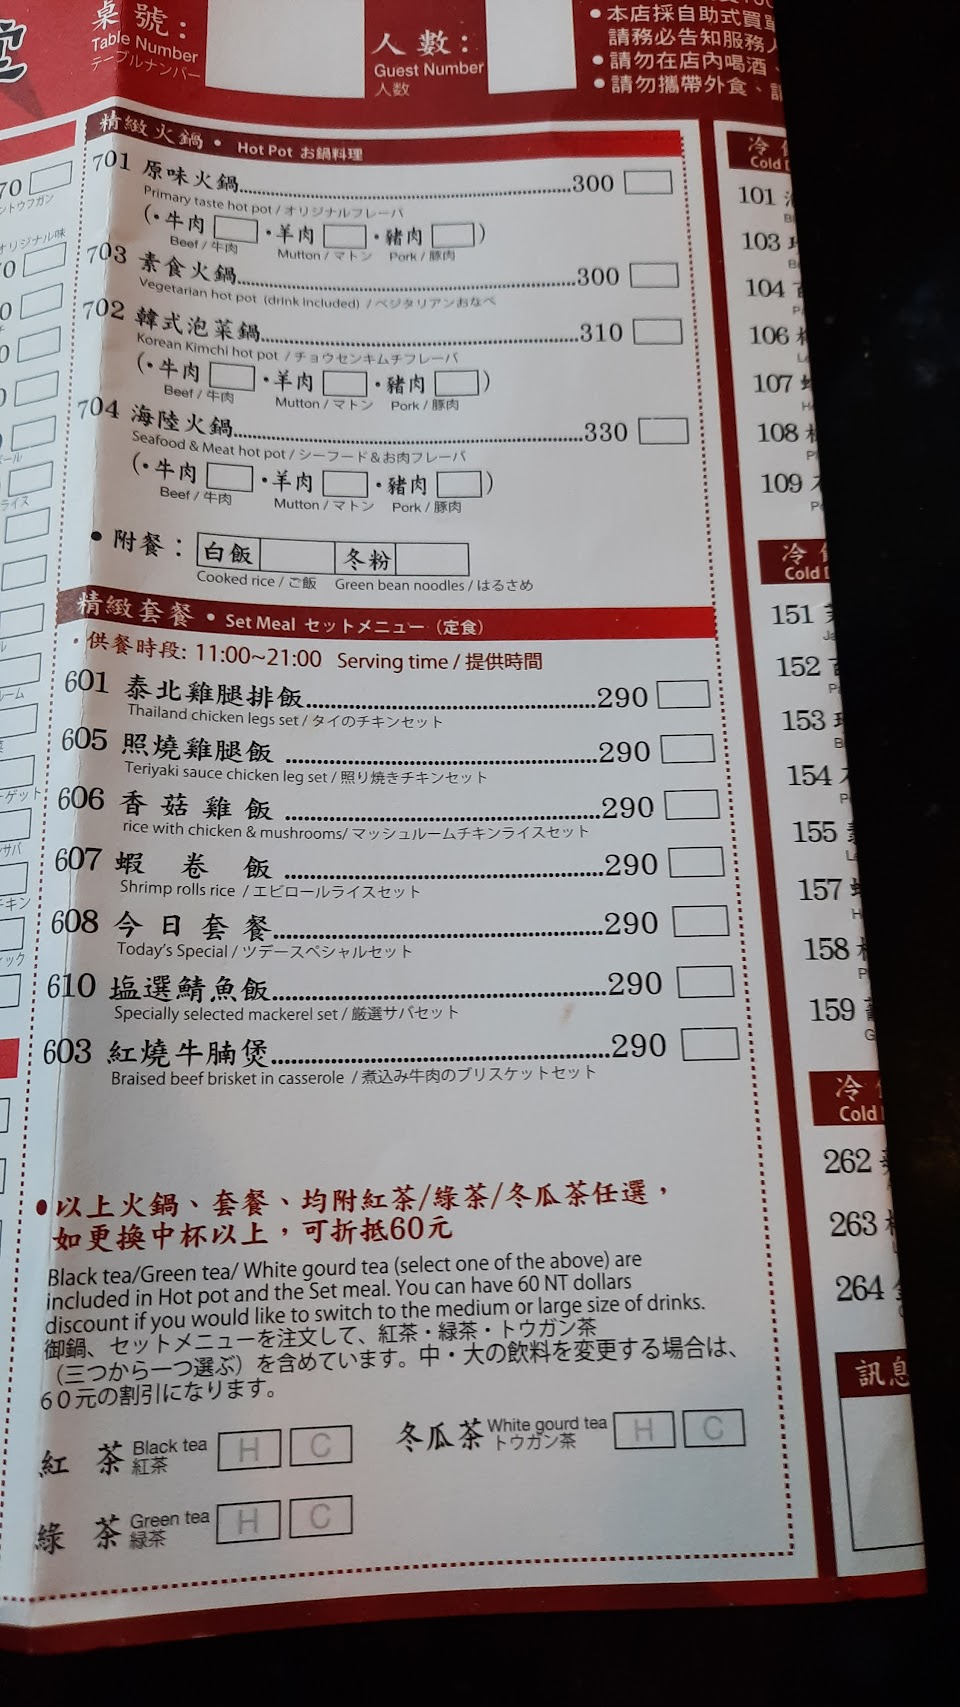 桌號：
Table Number
テーブルナンバー
人數：
Guest Number
人数
●本店採自助式買
請務必告知服務
●請勿在店內喝酒、
●請勿攜帶外食、
精緻火鍋 • Hot Pot お鍋料理
701 原味火鍋 300
Primary taste hot pot / オリジナルフレーバ
(・牛肉 ・羊肉 ・豬肉 )
Beef / 牛肉 Mutton / マトン Pork / 豚肉
703 素食火鍋 300
Vegetarian hot pot (drink included) / ベジタリアンおなべ
702 韓式泡菜鍋 310
Korean Kimchi hot pot / チョウセンキムチフレーバ
(・牛肉 ・羊肉 ・豬肉 )
Beef / 牛肉 Mutton / マトン Pork / 豚肉
704 海陸火鍋 330
Seafood & Meat hot pot / シーフード&お肉フレーバ
(・牛肉 ・羊肉 ・豬肉 )
Beef / 牛肉 Mutton / マトン Pork / 豚肉
• 附餐： 白飯 冬粉
Cooked rice / ご飯 Green bean noodles / はるさめ
精緻套餐 • Set Meal セットメニュー（定食）
・供餐時段: 11:00~21:00 Serving time / 提供時間
601 泰北雞腿排飯 290
Thailand chicken legs set / タイのチキンセット
605 照燒雞腿飯 290
Teriyaki sauce chicken leg set / 照り焼きチキンセット
606 香菇雞飯 290
rice with chicken & mushrooms/ マッシュルームチキンライスセット
607 蝦卷飯 290
Shrimp rolls rice / エビロールライスセット
608 今日套餐 290
Today's Special / ツデースペシャルセット
610 塩選鯖魚飯 290
Specially selected mackerel set / 厳選サバセット
603 紅燒牛腩煲 290
Braised beef brisket in casserole / 煮込み牛肉のブリスケットセット
•以上火鍋、套餐、均附紅茶/綠茶/冬瓜茶任選，
如更換中杯以上，可折抵60元
Black tea/Green tea/ White gourd tea (select one of the above) are
included in Hot pot and the Set meal. You can have 60 NT dollars
discount if you would like to switch to the medium or large size of drinks.
御鍋、セットメニューを注文して、紅茶・緑茶・トウガン茶
（三つから一つ選ぶ）を含めています。中・大の飲料を変更する場合は、
６０元の割引になります。
紅茶 Black tea 紅茶 H C
冬瓜茶 White gourd tea トウガン茶 H C
綠茶 Green tea 緑茶 H C
冷
Cold
101
103
104
106
107
108
109
冷
Cold
151
152
153
154
155
157
158
159
冷
Cold
262
263
264
訊息